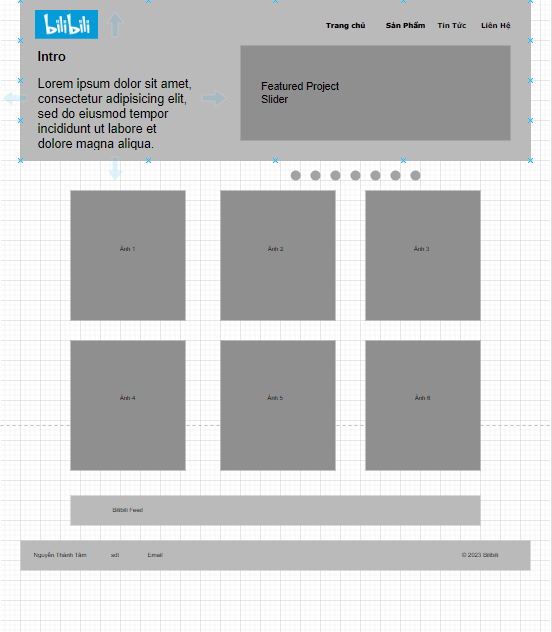 bilibili
Trang chủ Sản Phẩm Tin Tức Liên Hệ
Intro
Lorem ipsum dolor sit amet,
consectetur adipisicing elit,
sed do eiusmod tempor
incididunt ut labore et
dolore magna aliqua.
Featured Project
Slider
Ảnh 1 Ảnh 2 Ảnh 3
Ảnh 4 Ảnh 5 Ảnh 6
Bilibili Feed
Nguyễn Thành Tâm sdt Email © 2023 Bilibili